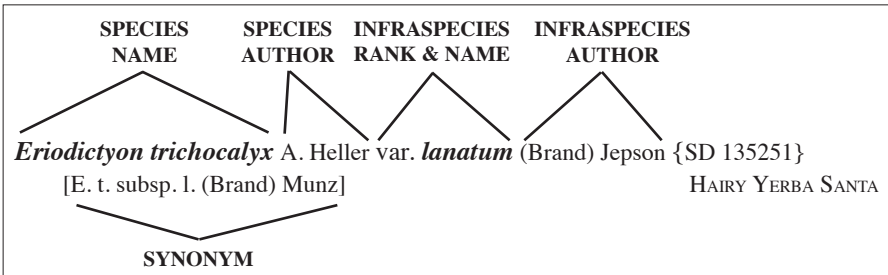 SPECIES SPECIES INFRASPECIES INFRASPECIES
NAME AUTHOR RANK & NAME AUTHOR
Eriodictyon trichocalyx A. Heller var. lanatum (Brand) Jepson {SD 135251}
[E. t. subsp. l. (Brand) Munz] HAIRY YERBA SANTA
SYNONYM